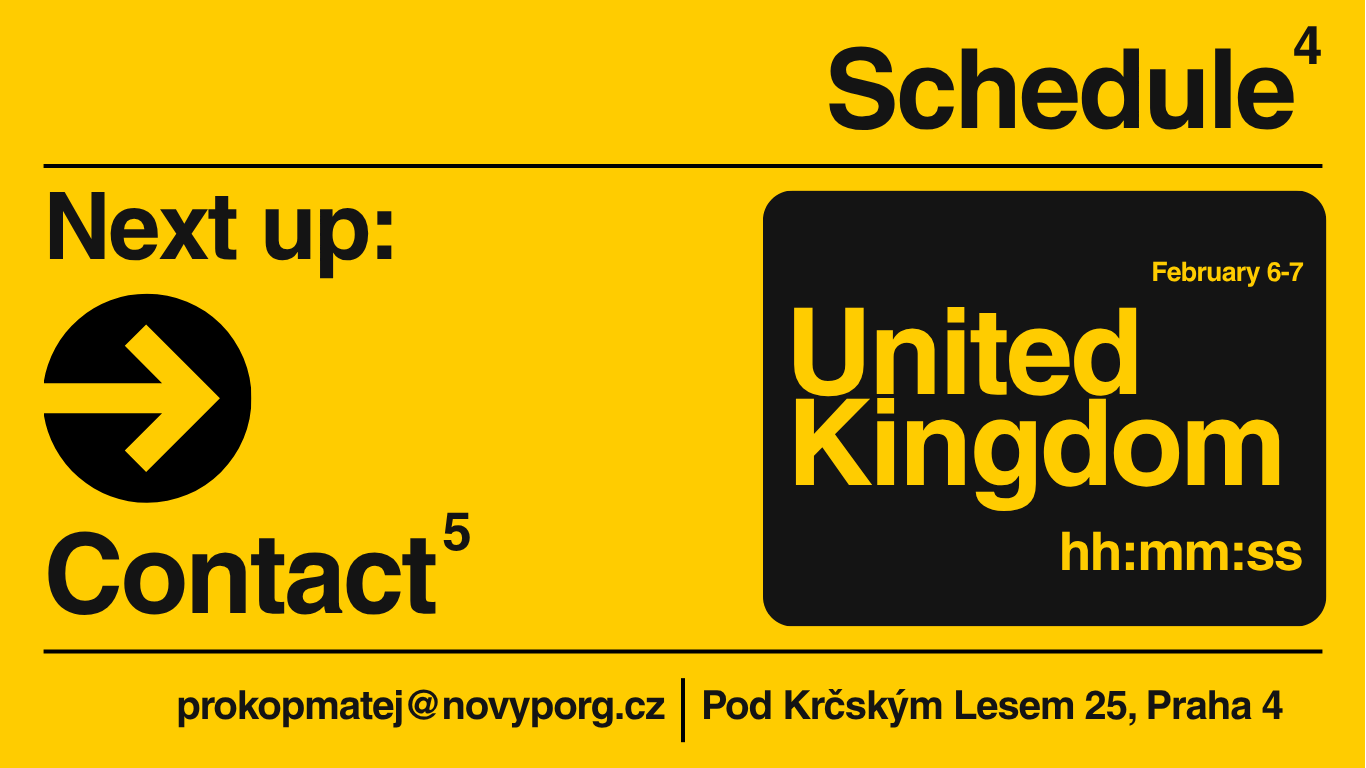 Schedule4
Next up:
February 6-7
United
Kingdom
hh:mm:ss
Contact5
prokopmatej@novyporg.cz
Pod Krčským Lesem 25, Praha 4